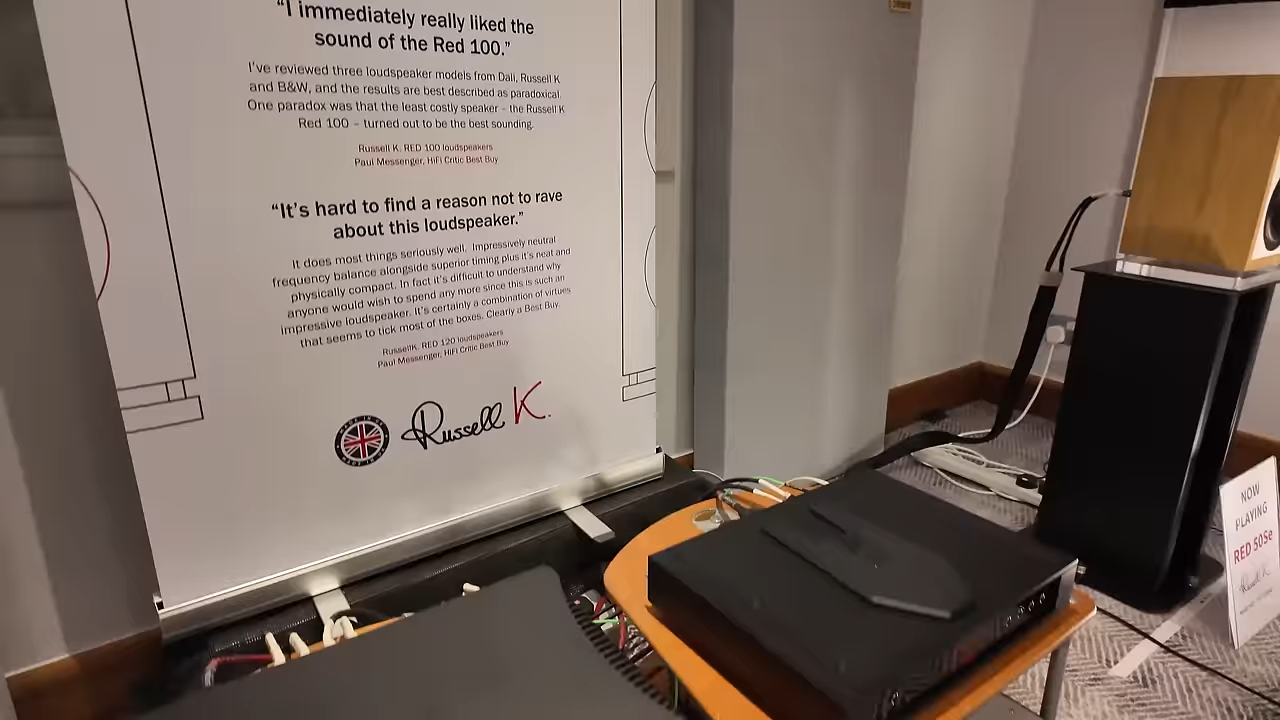 “I immediately really liked the
sound of the Red 100.”
I’ve reviewed three loudspeaker models from Dali, Russell K
and B&W, and the results are best described as paradoxical.
One paradox was that the least costly speaker – the Russell K
Red 100 – turned out to be the best sounding.
Russell K. RED 100 loudspeakers
Paul Messenger, HiFi Critic Best Buy
“It’s hard to find a reason not to rave
about this loudspeaker.”
It does most things seriously well. Impressively neutral
frequency balance alongside superior timing plus it’s neat and
physically compact. In fact it’s difficult to understand why
anyone would wish to spend any more since this is such an
impressive loudspeaker. It’s certainly a combination of virtues
that seems to tick most of the boxes. Clearly a Best Buy.
RussellK. RED 120 loudspeakers
Paul Messenger, HiFi Critic Best Buy
Russell K.
NOW
PLAYING
RED 50Se
Russell K.